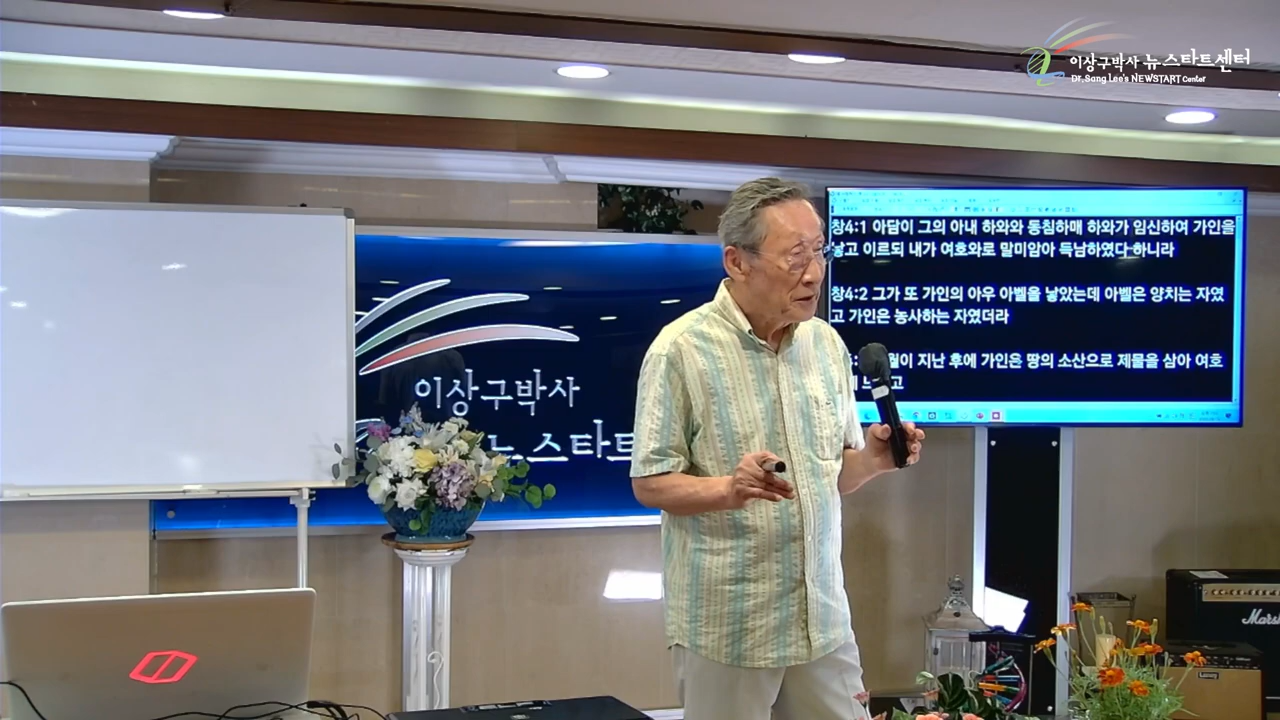 이상구박사 뉴스타트센터
Dr. Sang Lee's NEWSTART Center
창4:1 아담이 그의 아내 하와와 동침하매 하와가 임신하여 가인을
낳고 이르되 내가 여호와로 말미암아 득남하였다 하니라
창4:2 그가 또 가인의 아우 아벨을 낳았는데 아벨은 양치는 자였
고 가인은 농사하는 자였더라
지난 후에 가인은 땅의 소산으로 제물을 삼아 여호
이상구박사
뉴스타트
Laney